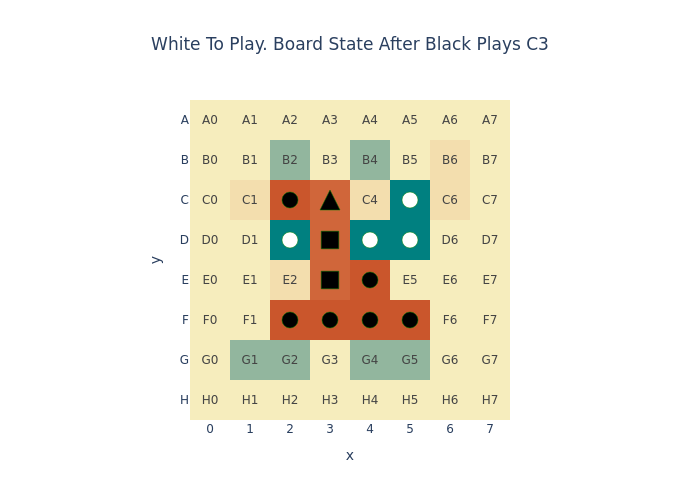 White To Play. Board State After Black Plays C3
A A0 A1 A2 A3 A4 A5 A6 A7
B B0 B1 B2 B3 B4 B5 B6 B7
C C0 C1 C4 C6 C7
D D0 D1 D6 D7
E E0 E1 E2 E5 E6 E7
F F0 F1 F6 F7
G G0 G1 G2 G3 G4 G5 G6 G7
H H0 H1 H2 H3 H4 H5 H6 H7
0 1 2 3 4 5 6 7
x
y